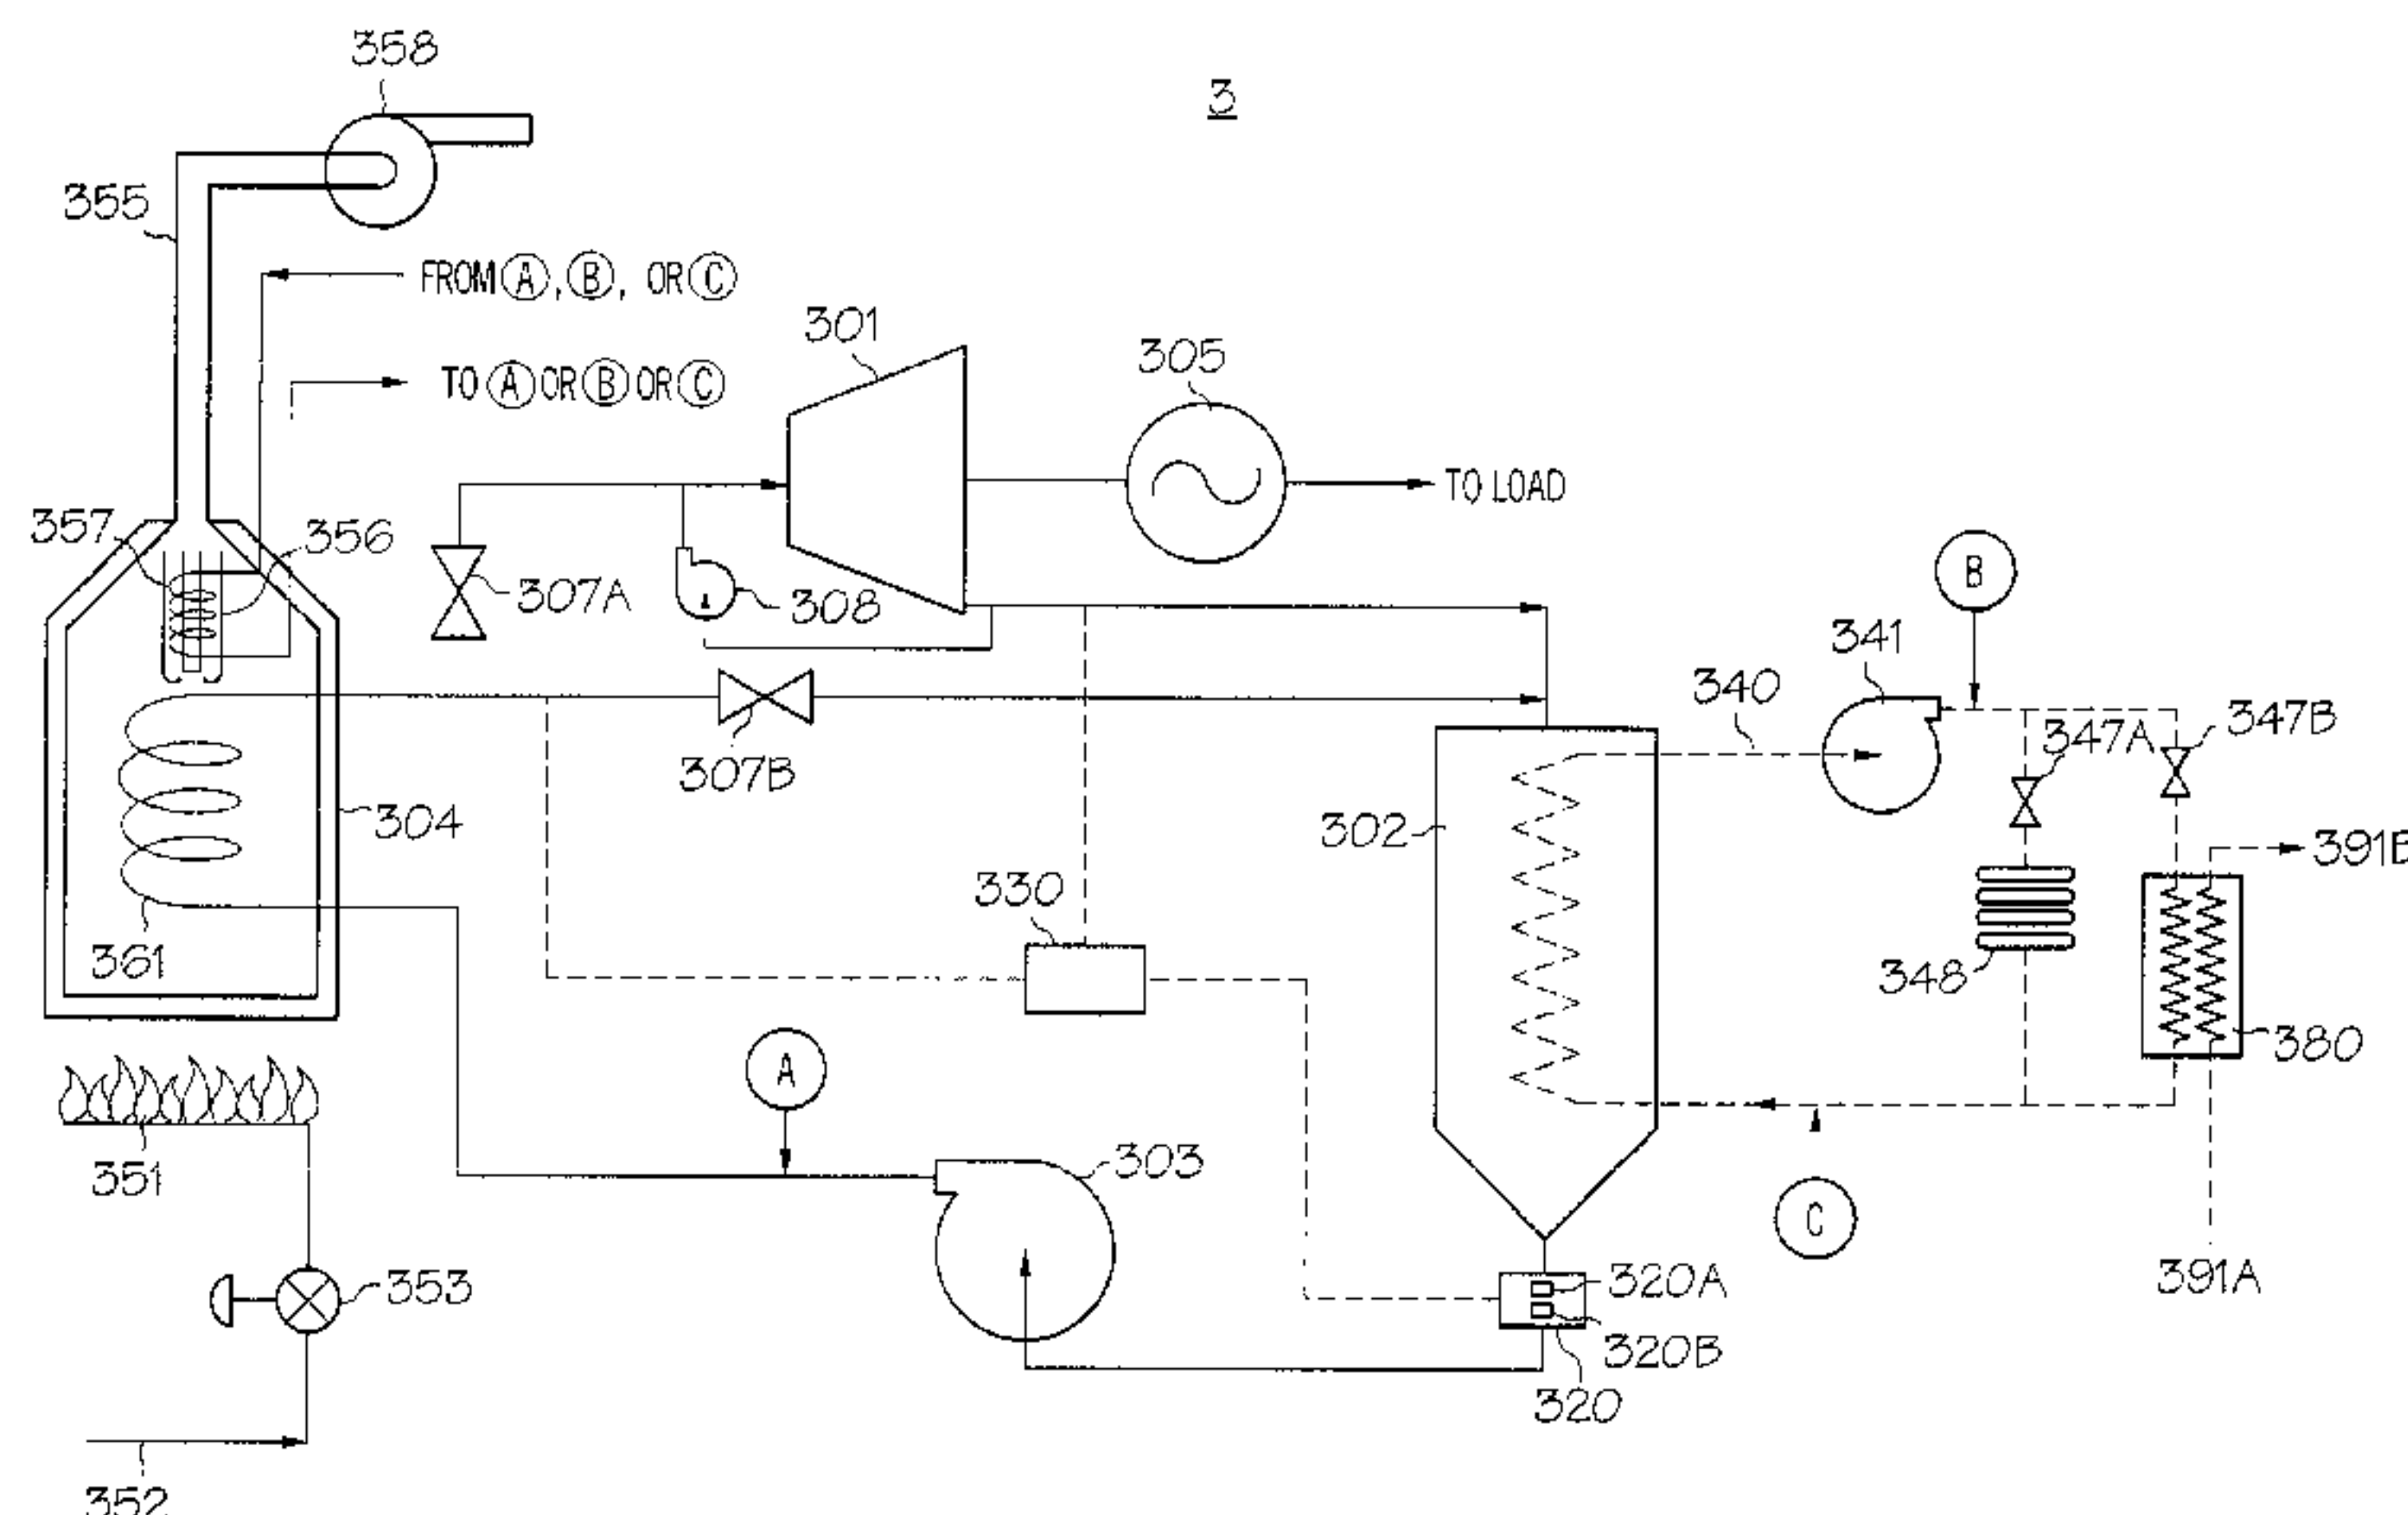 358
3
355
FROM Ⓐ, Ⓑ, OR Ⓒ
301
305
TO Ⓐ OR Ⓑ OR Ⓒ
TO LOAD
357
356
307A
308
B
341
340
347B
347A
307B
304
302
391B
330
361
348
380
A
351
303
C
353
320A
391A
320B
320
352